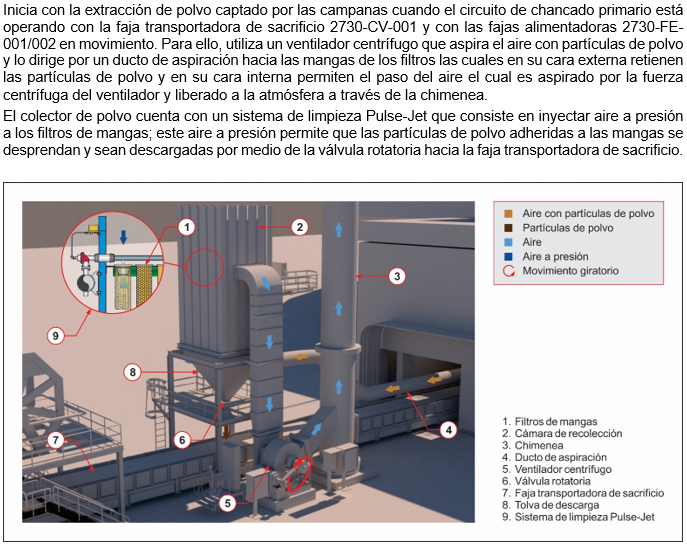 Inicia con la extracción de polvo captado por las campanas cuando el circuito de chancado primario está
operando con la faja transportadora de sacrificio 2730-CV-001 y con las fajas alimentadoras 2730-FE-
001/002 en movimiento. Para ello, utiliza un ventilador centrífugo que aspira el aire con partículas de polvo
y lo dirige por un ducto de aspiración hacia las mangas de los filtros las cuales en su cara externa retienen
las partículas de polvo y en su cara interna permiten el paso del aire el cual es aspirado por la fuerza
centrífuga del ventilador y liberado a la atmósfera a través de la chimenea.
El colector de polvo cuenta con un sistema de limpieza Pulse-Jet que consiste en inyectar aire a presión
a los filtros de mangas; este aire a presión permite que las partículas de polvo adheridas a las mangas se
desprendan y sean descargadas por medio de la válvula rotatoria hacia la faja transportadora de sacrificio.
1
2
3
9
8
7
6
5
4
Aire con partículas de polvo
Partículas de polvo
Aire
Aire a presión
Movimiento giratorio
1. Filtros de mangas
2. Cámara de recolección
3. Chimenea
4. Ducto de aspiración
5. Ventilador centrífugo
6. Válvula rotatoria
7. Faja transportadora de sacrificio
8. Tolva de descarga
9. Sistema de limpieza Pulse-Jet